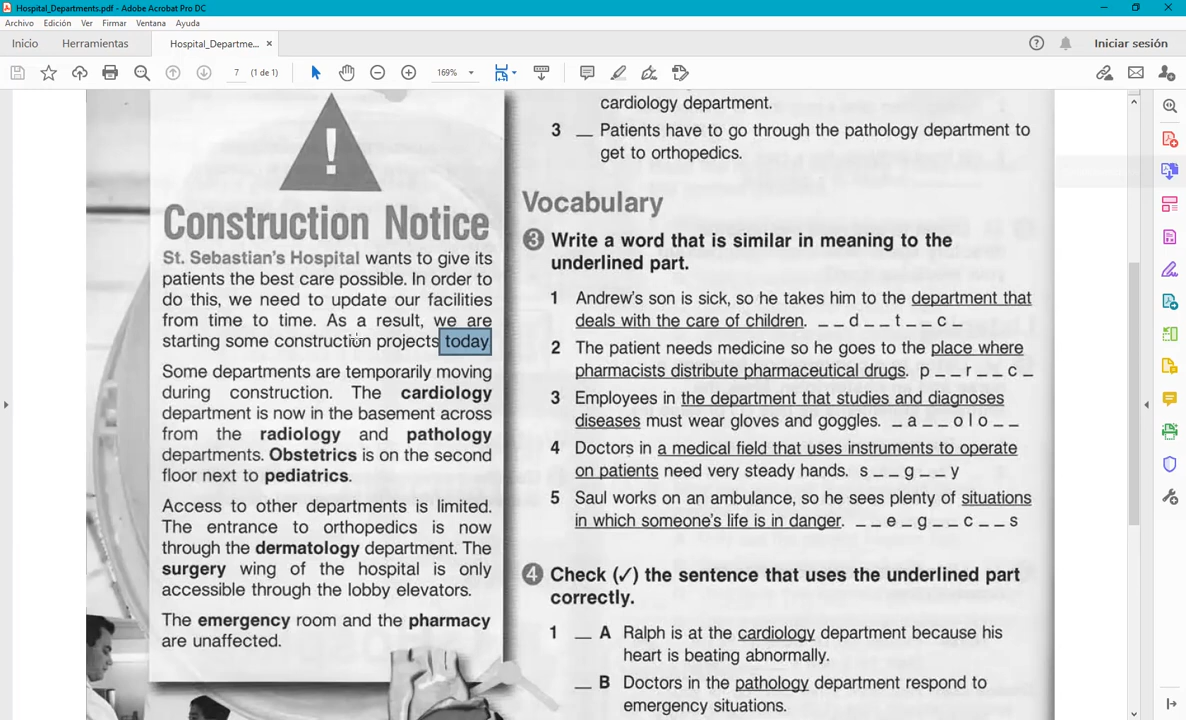 Hospital_Departments.pdf - Adobe Acrobat Pro DC
Archivo Edición Ver Firmar Ventana Ayuda
Inicio Herramientas Hospital_Departme... × Iniciar sesión
7 (1 de 1) 169%
Construction Notice
St. Sebastian's Hospital wants to give its
patients the best care possible. In order to
do this, we need to update our facilities
from time to time. As a result, we are
starting some construction projects today
Some departments are temporarily moving
during construction. The cardiology
department is now in the basement across
from the radiology and pathology
departments. Obstetrics is on the second
floor next to pediatrics.
Access to other departments is limited.
The entrance to orthopedics is now
through the dermatology department. The
surgery wing of the hospital is only
accessible through the lobby elevators.
The emergency room and the pharmacy
are unaffected.
cardiology department.
3 _ Patients have to go through the pathology department to
get to orthopedics.
Vocabulary
3 Write a word that is similar in meaning to the
underlined part.
1 Andrew's son is sick, so he takes him to the department that
deals with the care of children. _ _ d _ _ t _ _ c _
2 The patient needs medicine so he goes to the place where
pharmacists distribute pharmaceutical drugs. p _ _ r _ _ c _
3 Employees in the department that studies and diagnoses
diseases must wear gloves and goggles. _ a _ _ o l o _ _
4 Doctors in a medical field that uses instruments to operate
on patients need very steady hands. s _ _ g _ _ y
5 Saul works on an ambulance, so he sees plenty of situations
in which someone's life is in danger. _ _ e _ g _ _ c _ _ s
4 Check (✓) the sentence that uses the underlined part
correctly.
1 _ A Ralph is at the cardiology department because his
heart is beating abnormally.
_ B Doctors in the pathology department respond to
emergency situations.